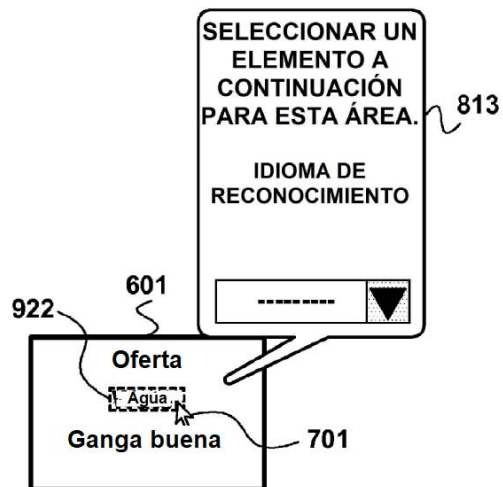 SELECCIONAR UN
ELEMENTO A
CONTINUACIÓN
PARA ESTA ÁREA.
IDIOMA DE
RECONOCIMIENTO
---------
813
601
922
Oferta
Agua
Ganga buena
701